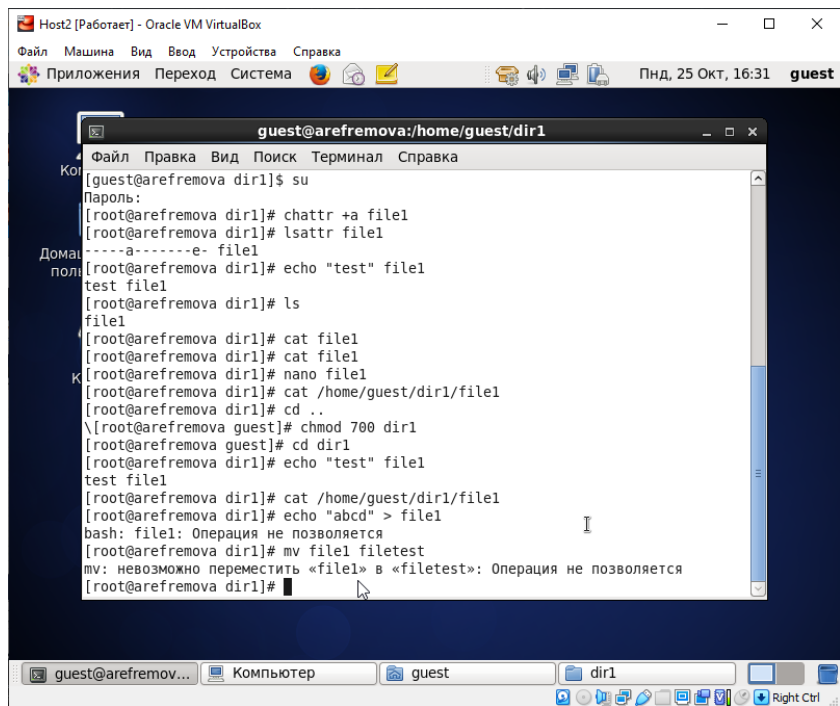 Host2 [Работает] - Oracle VM VirtualBox
Файл Машина Вид Ввод Устройства Справка
Приложения Переход Система Пнд, 25 Окт, 16:31 guest
guest@arefremova:/home/guest/dir1
Файл Правка Вид Поиск Терминал Справка
[guest@arefremova dir1]$ su
Пароль:
[root@arefremova dir1]# chattr +a file1
[root@arefremova dir1]# lsattr file1
-----a-------e- file1
[root@arefremova dir1]# echo "test" file1
test file1
[root@arefremova dir1]# ls
file1
[root@arefremova dir1]# cat file1
[root@arefremova dir1]# cat file1
[root@arefremova dir1]# nano file1
[root@arefremova dir1]# cat /home/guest/dir1/file1
[root@arefremova dir1]# cd ..
\[root@arefremova guest]# chmod 700 dir1
[root@arefremova guest]# cd dir1
[root@arefremova dir1]# echo "test" file1
test file1
[root@arefremova dir1]# cat /home/guest/dir1/file1
[root@arefremova dir1]# echo "abcd" > file1
bash: file1: Операция не позволяется
[root@arefremova dir1]# mv file1 filetest
mv: невозможно переместить «file1» в «filetest»: Операция не позволяется
[root@arefremova dir1]#
guest@arefremov... Компьютер guest dir1
Right Ctrl